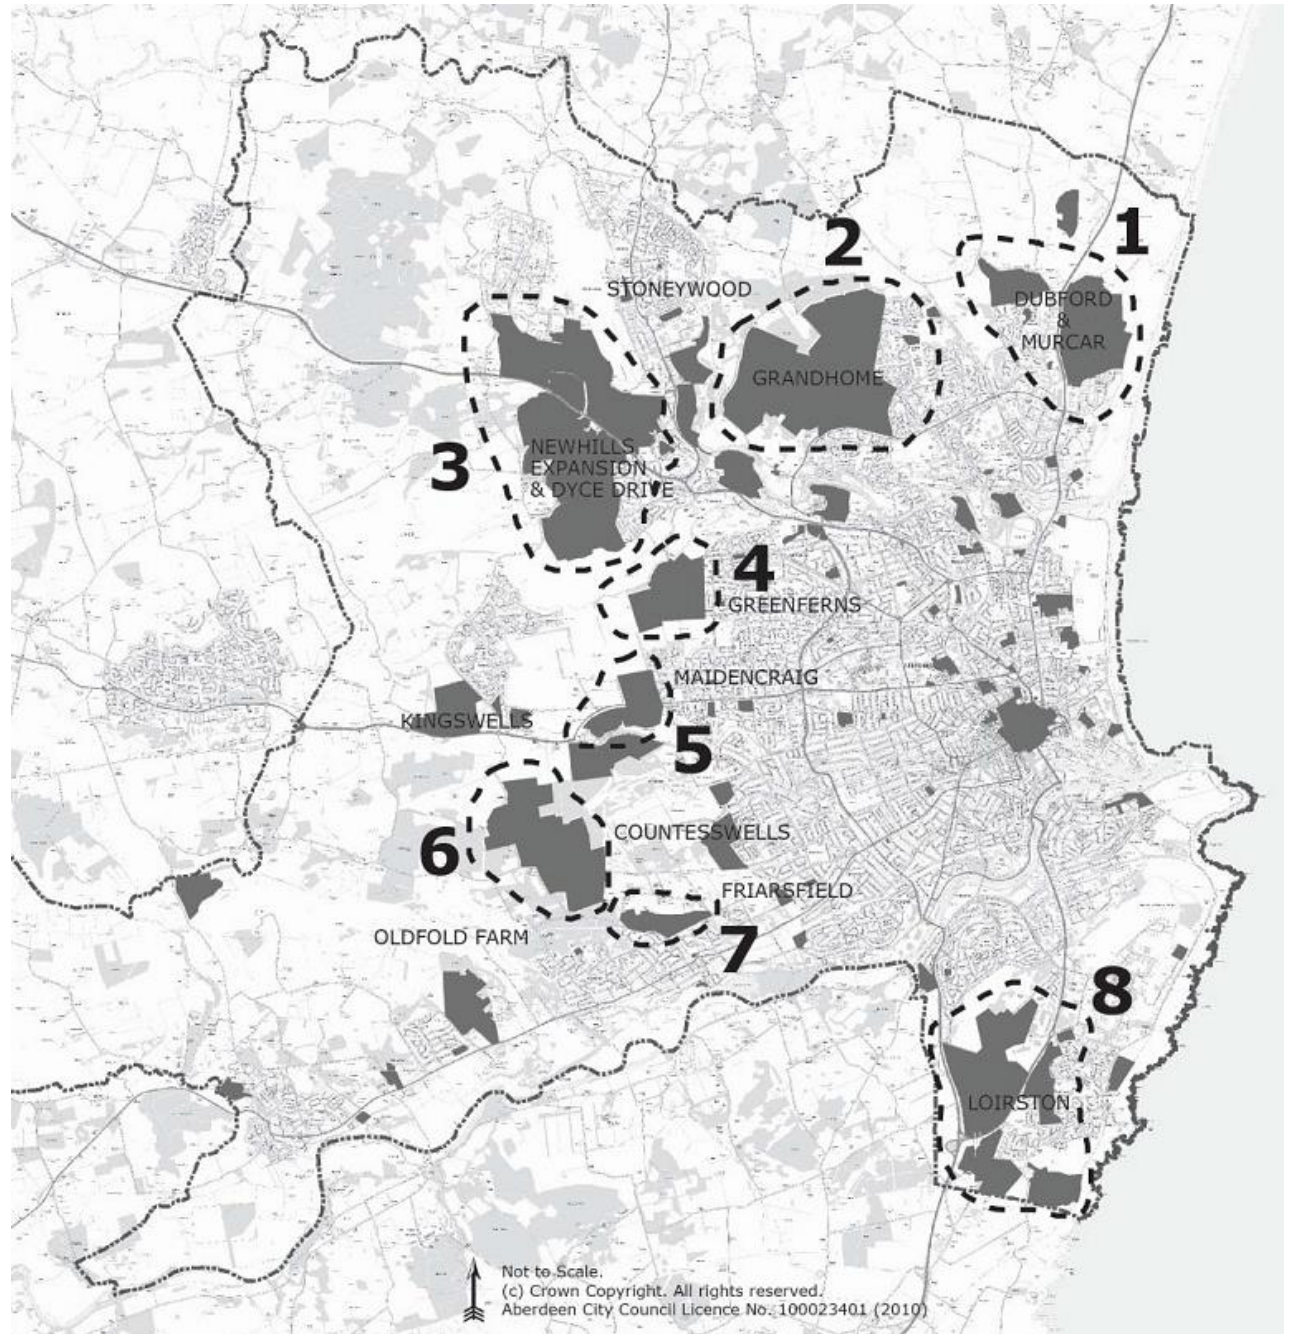 1
2
DUBFORD
&
MURCAR
STONEYWOOD
GRANDHOME
3
NEWHILLS
EXPANSION
& DYCE DRIVE
4
GREENFERNS
MAIDENCRAIG
KINGSWELLS
5
6
COUNTESSWELLS
FRIARSFIELD
OLDFOLD FARM
7
8
LOIRSTON
Not to Scale.
(c) Crown Copyright. All rights reserved.
Aberdeen City Council Licence No. 100023401 (2010)